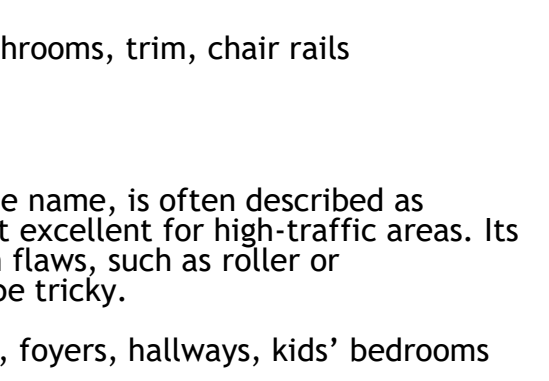 hrooms, trim, chair rails
e name, is often described as
t excellent for high-traffic areas. Its
flaws, such as roller or
be tricky.
, foyers, hallways, kids’ bedrooms